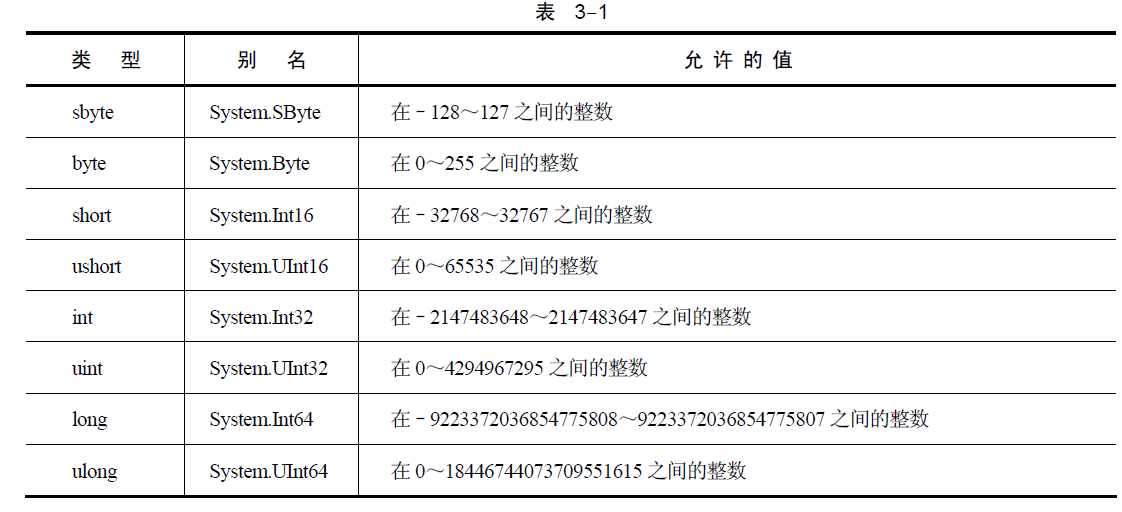 表 3–1
类 型 别 名 允 许 的 值
sbyte System.SByte 在–128～127 之间的整数
byte System.Byte 在 0～255 之间的整数
short System.Int16 在–32768～32767 之间的整数
ushort System.UInt16 在 0～65535 之间的整数
int System.Int32 在–2147483648～2147483647 之间的整数
uint System.UInt32 在 0～4294967295 之间的整数
long System.Int64 在–9223372036854775808～9223372036854775807 之间的整数
ulong System.UInt64 在 0～18446744073709551615 之间的整数